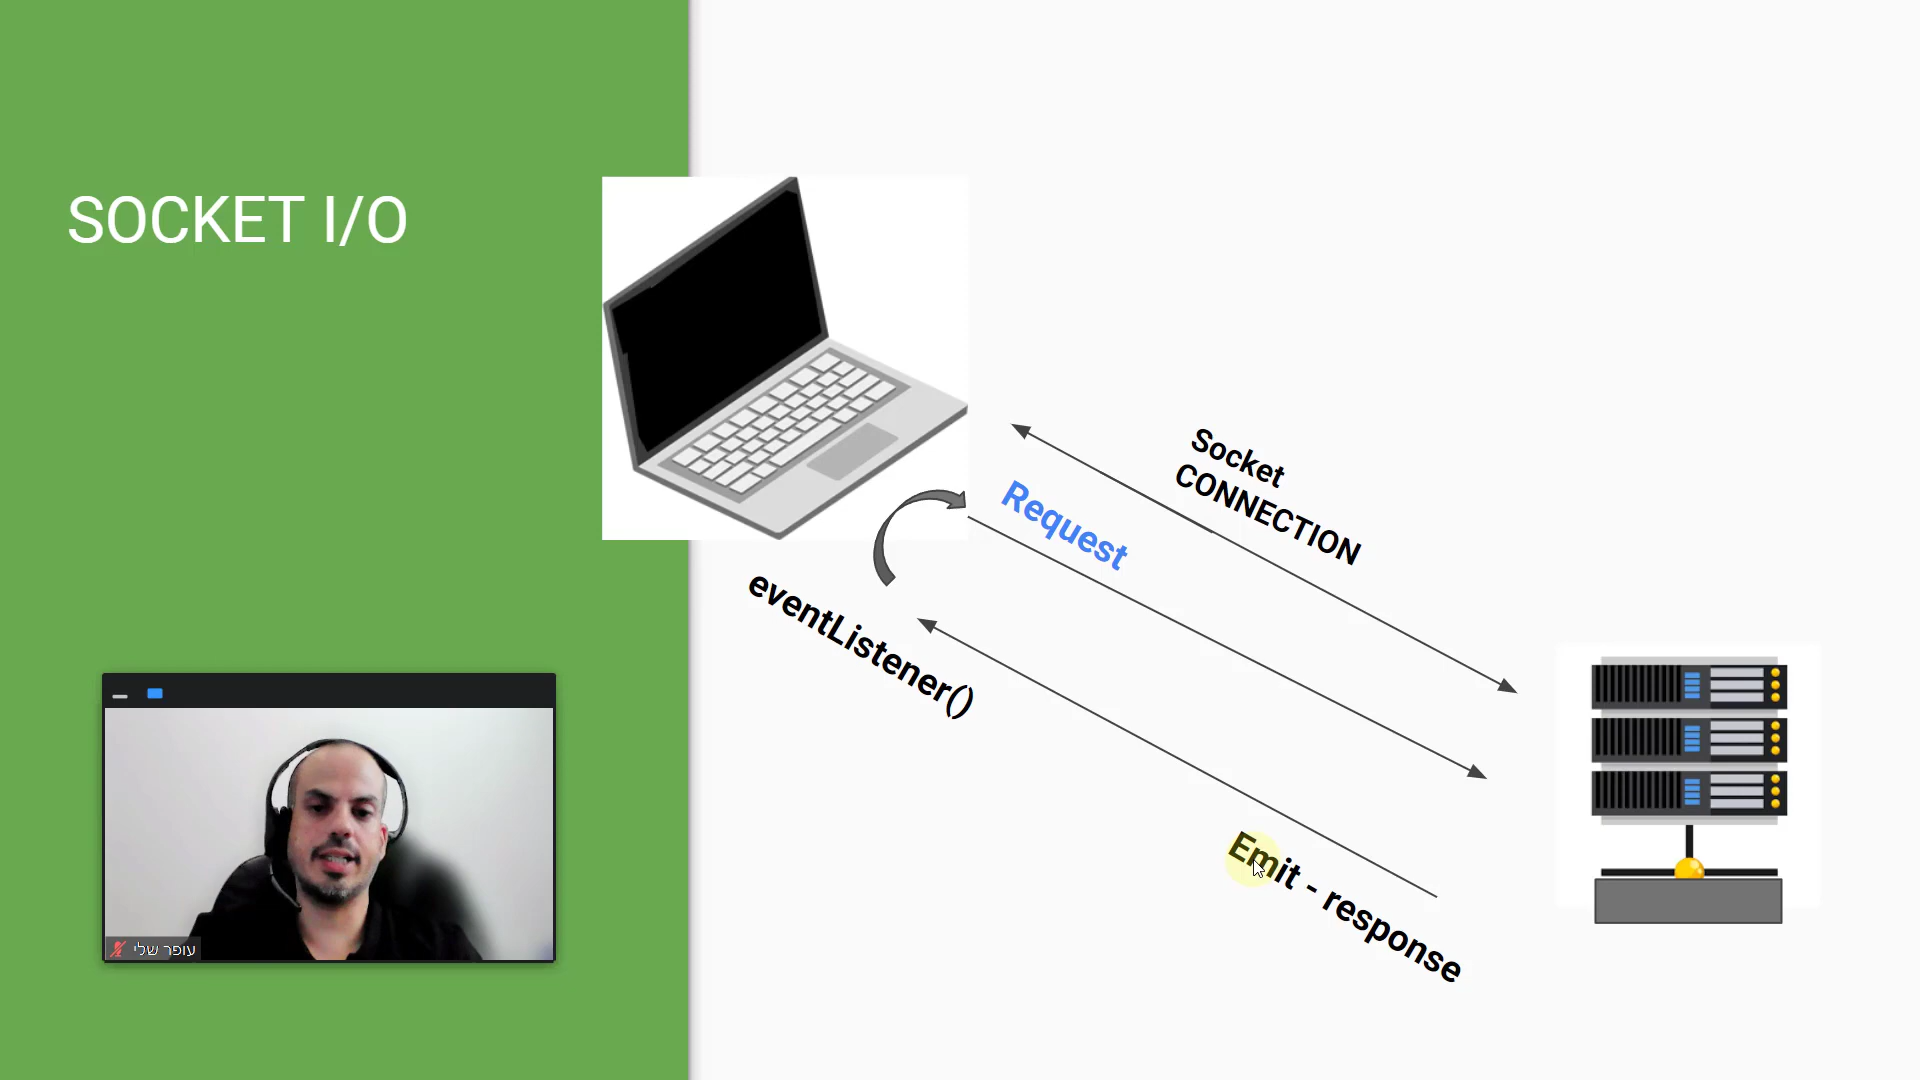 SOCKET I/O
Socket
CONNECTION
Request
eventListener()
Emit - response
עופר שלי